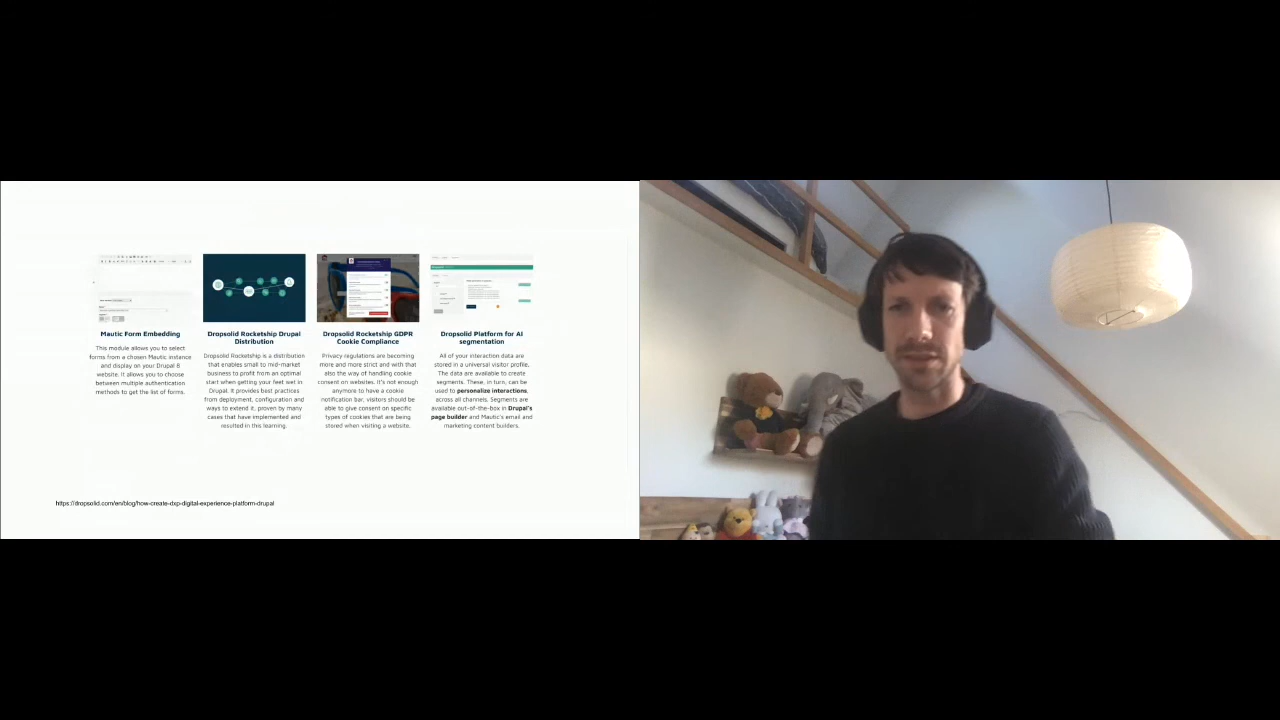 Mautic Form Embedding
This module allows you to select
forms from a chosen Mautic instance
and display on your Drupal 8
website. It allows you to choose
between multiple authentication
methods to get the list of forms.
Dropsolid Rocketship Drupal
Distribution
Dropsolid Rocketship is a distribution
that enables small to mid-market
business to profit from an optimal
start when getting your feet wet in
Drupal. It provides best practices
from deployment, configuration and
ways to extend it, proven by many
cases that have implemented and
resulted in this learning.
Dropsolid Rocketship GDPR
Cookie Compliance
Privacy regulations are becoming
more and more strict and with that
also the way of handling cookie
consent on websites. It's not enough
anymore to have a cookie
notification bar, visitors should be
able to give consent on specific
types of cookies that are being
stored when visiting a website.
Dropsolid Platform for AI
segmentation
All of your interaction data are
stored in a universal visitor profile.
The data are available to create
segments. These, in turn, can be
used to personalize interactions,
across all channels. Segments are
available out-of-the-box in Drupal's
page builder and Mautic's email and
marketing content builders.
https://dropsolid.com/en/blog/how-create-dxp-digital-experience-platform-drupal